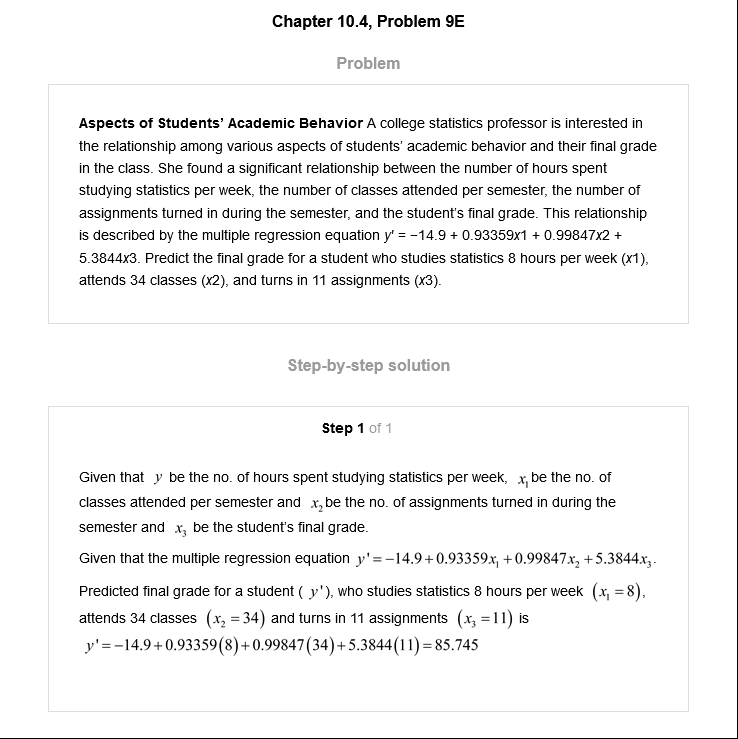 Chapter 10.4, Problem 9E
Problem
Aspects of Students’ Academic Behavior A college statistics professor is interested in
the relationship among various aspects of students’ academic behavior and their final grade
in the class. She found a significant relationship between the number of hours spent
studying statistics per week, the number of classes attended per semester, the number of
assignments turned in during the semester, and the student’s final grade. This relationship
is described by the multiple regression equation y′ = −14.9 + 0.93359x1 + 0.99847x2 +
5.3844x3. Predict the final grade for a student who studies statistics 8 hours per week (x1),
attends 34 classes (x2), and turns in 11 assignments (x3).
Step-by-step solution
Step 1 of 1
Given that y be the no. of hours spent studying statistics per week, x₁ be the no. of
classes attended per semester and x₂ be the no. of assignments turned in during the
semester and x₃ be the student’s final grade.
Given that the multiple regression equation y'=−14.9+0.93359x₁+0.99847x₂+5.3844x₃.
Predicted final grade for a student ( y'), who studies statistics 8 hours per week (x₁=8),
attends 34 classes (x₂=34) and turns in 11 assignments (x₃=11) is
y'=−14.9+0.93359(8)+0.99847(34)+5.3844(11)=85.745